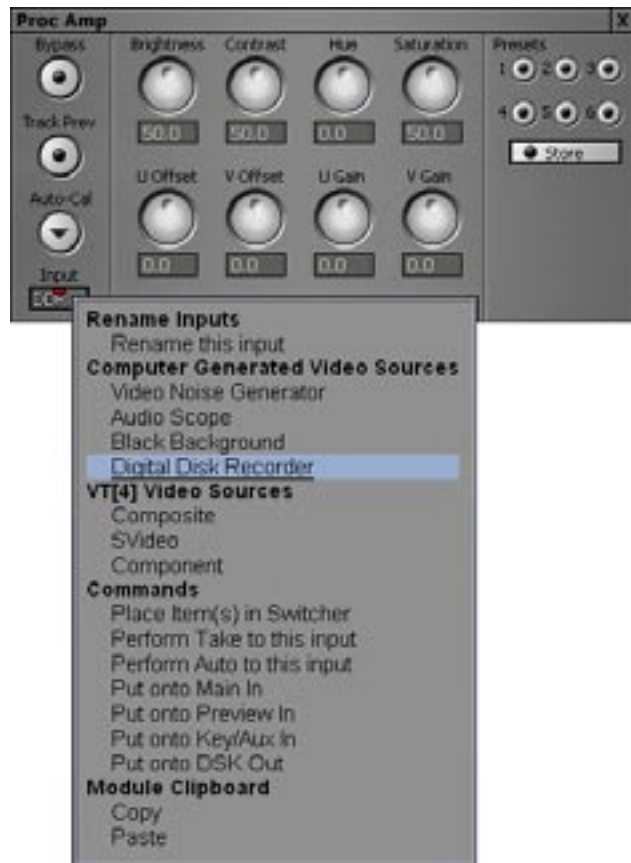 Proc Amp X
Bypass Brightness Contrast Hue Saturation Presets
1 2 3
Track Prev 50.0 50.0 0.0 50.0 4 5 6
Store
Auto-Cal U Offset V Offset U Gain V Gain
Input 0.0 0.0 0.0 0.0
Rename Inputs
Rename this input
Computer Generated Video Sources
Video Noise Generator
Audio Scope
Black Background
Digital Disk Recorder
VT[4] Video Sources
Composite
SVideo
Component
Commands
Place Item(s) in Switcher
Perform Take to this input
Perform Auto to this input
Put onto Main In
Put onto Preview In
Put onto Key/Aux In
Put onto DSK Out
Module Clipboard
Copy
Paste